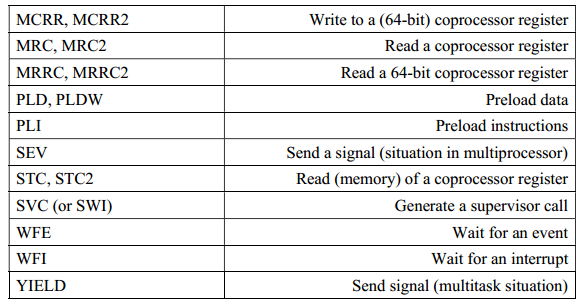 MCRR, MCRR2 Write to a (64-bit) coprocessor register
MRC, MRC2 Read a coprocessor register
MRRC, MRRC2 Read a 64-bit coprocessor register
PLD, PLDW Preload data
PLI Preload instructions
SEV Send a signal (situation in multiprocessor)
STC, STC2 Read (memory) of a coprocessor register
SVC (or SWI) Generate a supervisor call
WFE Wait for an event
WFI Wait for an interrupt
YIELD Send signal (multitask situation)